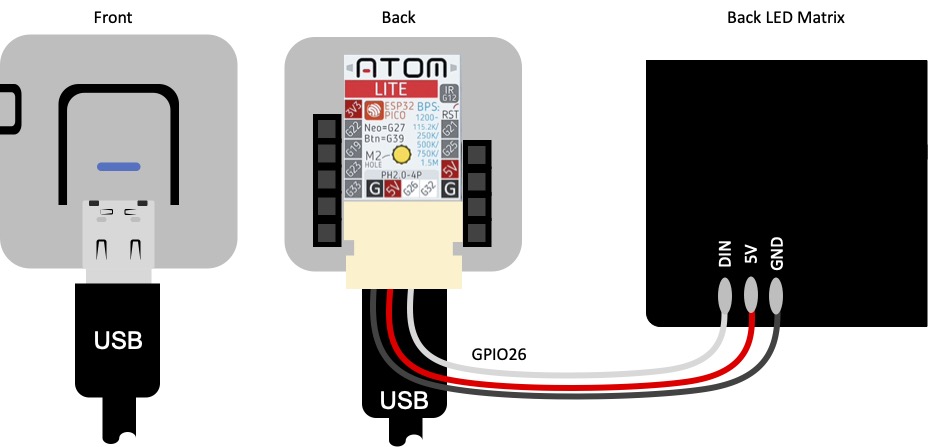 Front
Back
Back LED Matrix
ATOM
LITE
IR
G12
3V3
ESP32
PICO
BPS:
1200-
115.2K/
250K/
500K/
750K/
1.5M
RST
G22
Neo=G27
Btn=G39
G21
G19
G25
M2
HOLE
G23
5V
PH2.0-4P
G33
G
5V
G26
G32
G
DIN
5V
GND
USB
GPIO26
USB